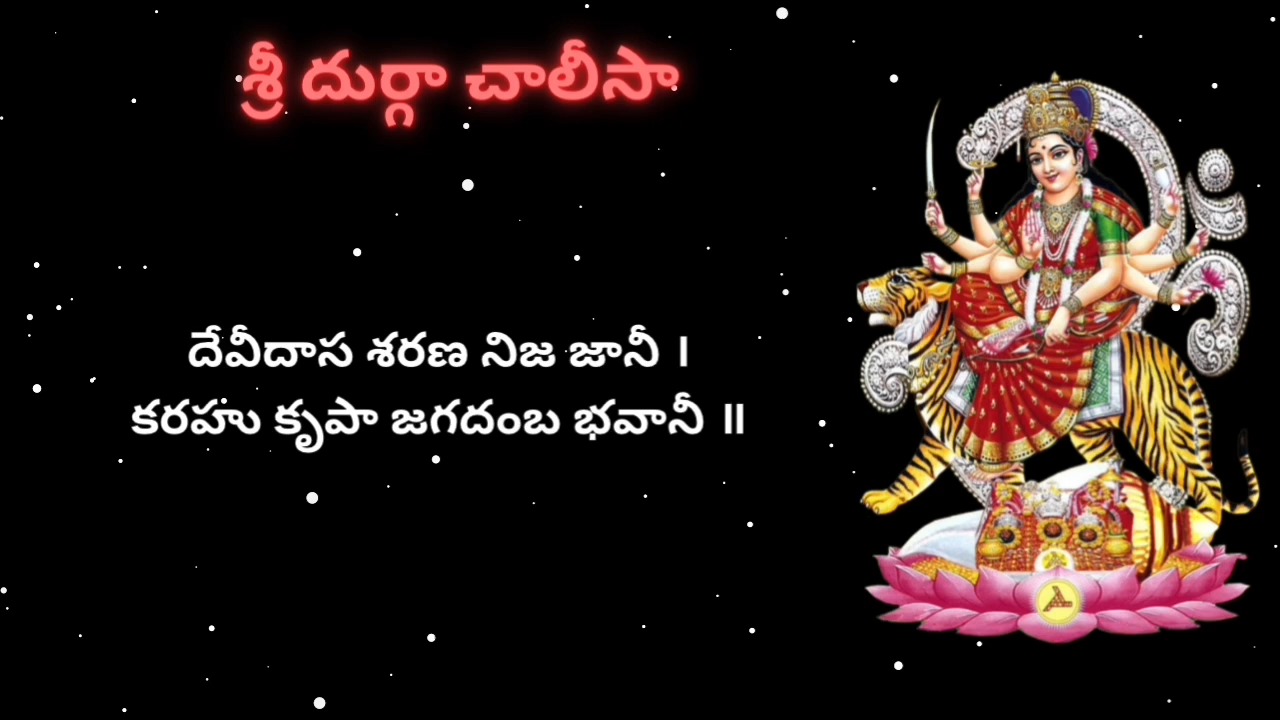 శ్రీ దుర్గా చాలీసా
దేవీదాస శరణ నిజ జానీ ।
కరహు కృపా జగదంబ భవానీ ॥